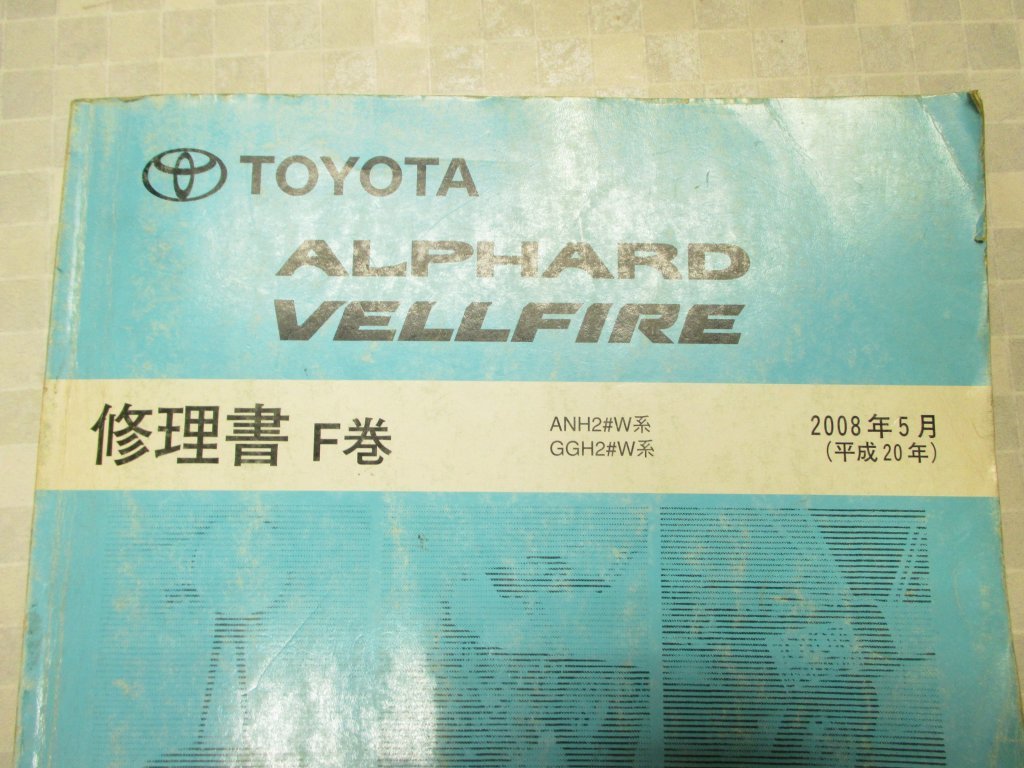 TOYOTA
ALPHARD
VELLFIRE
修理書 F巻
ANH2#W系
GGH2#W系
2008年5月
(平成20年)